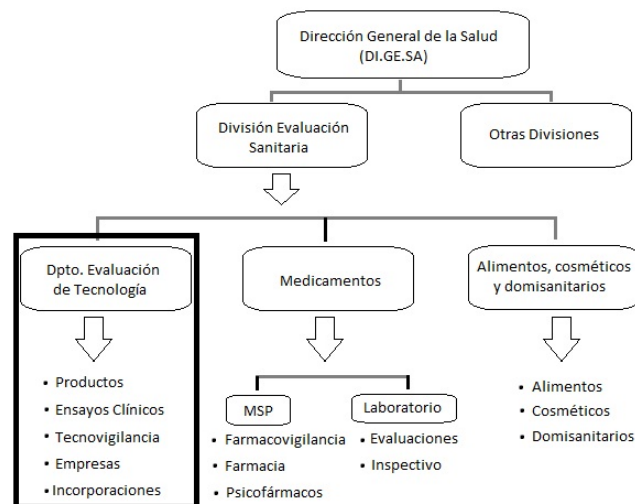 Dirección General de la Salud
(DI.GE.SA)
División Evaluación
Sanitaria
Otras Divisiones
Dpto. Evaluación
de Tecnología
Medicamentos
Alimentos, cosméticos
y domisanitarios
• Productos
• Ensayos Clínicos
• Tecnovigilancia
• Empresas
• Incorporaciones
MSP
• Farmacovigilancia
• Farmacia
• Psicofármacos
Laboratorio
• Evaluaciones
• Inspectivo
• Alimentos
• Cosméticos
• Domisanitarios